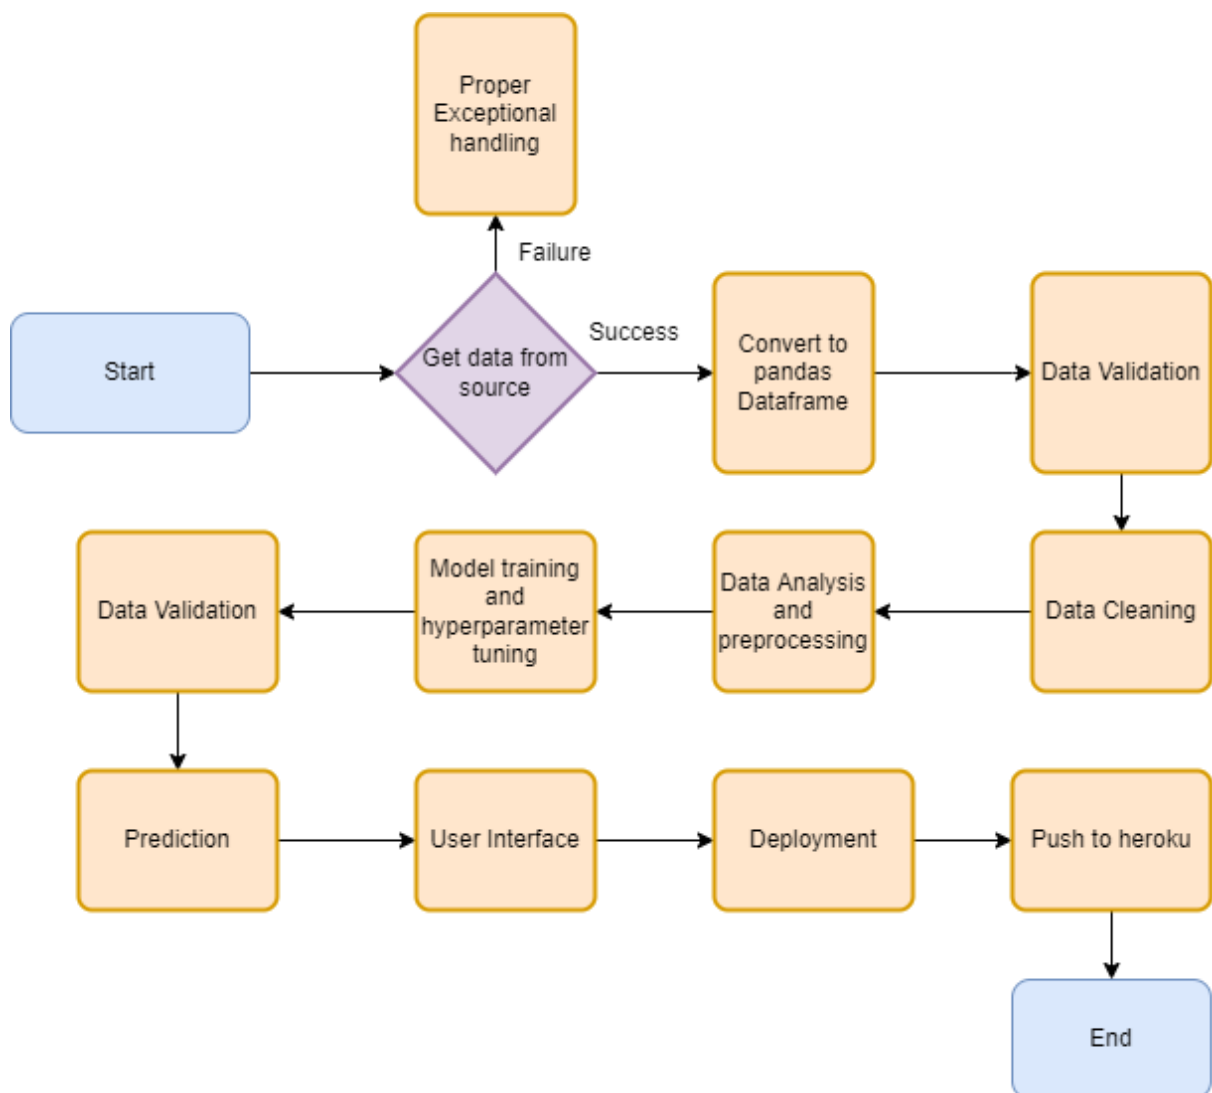 Proper
Exceptional
handling
Failure
Start
Get data from
source
Success
Convert to
pandas
Dataframe
Data Validation
Data Validation
Model training
and
hyperparameter
tuning
Data Analysis
and
preprocessing
Data Cleaning
Prediction
User Interface
Deployment
Push to heroku
End